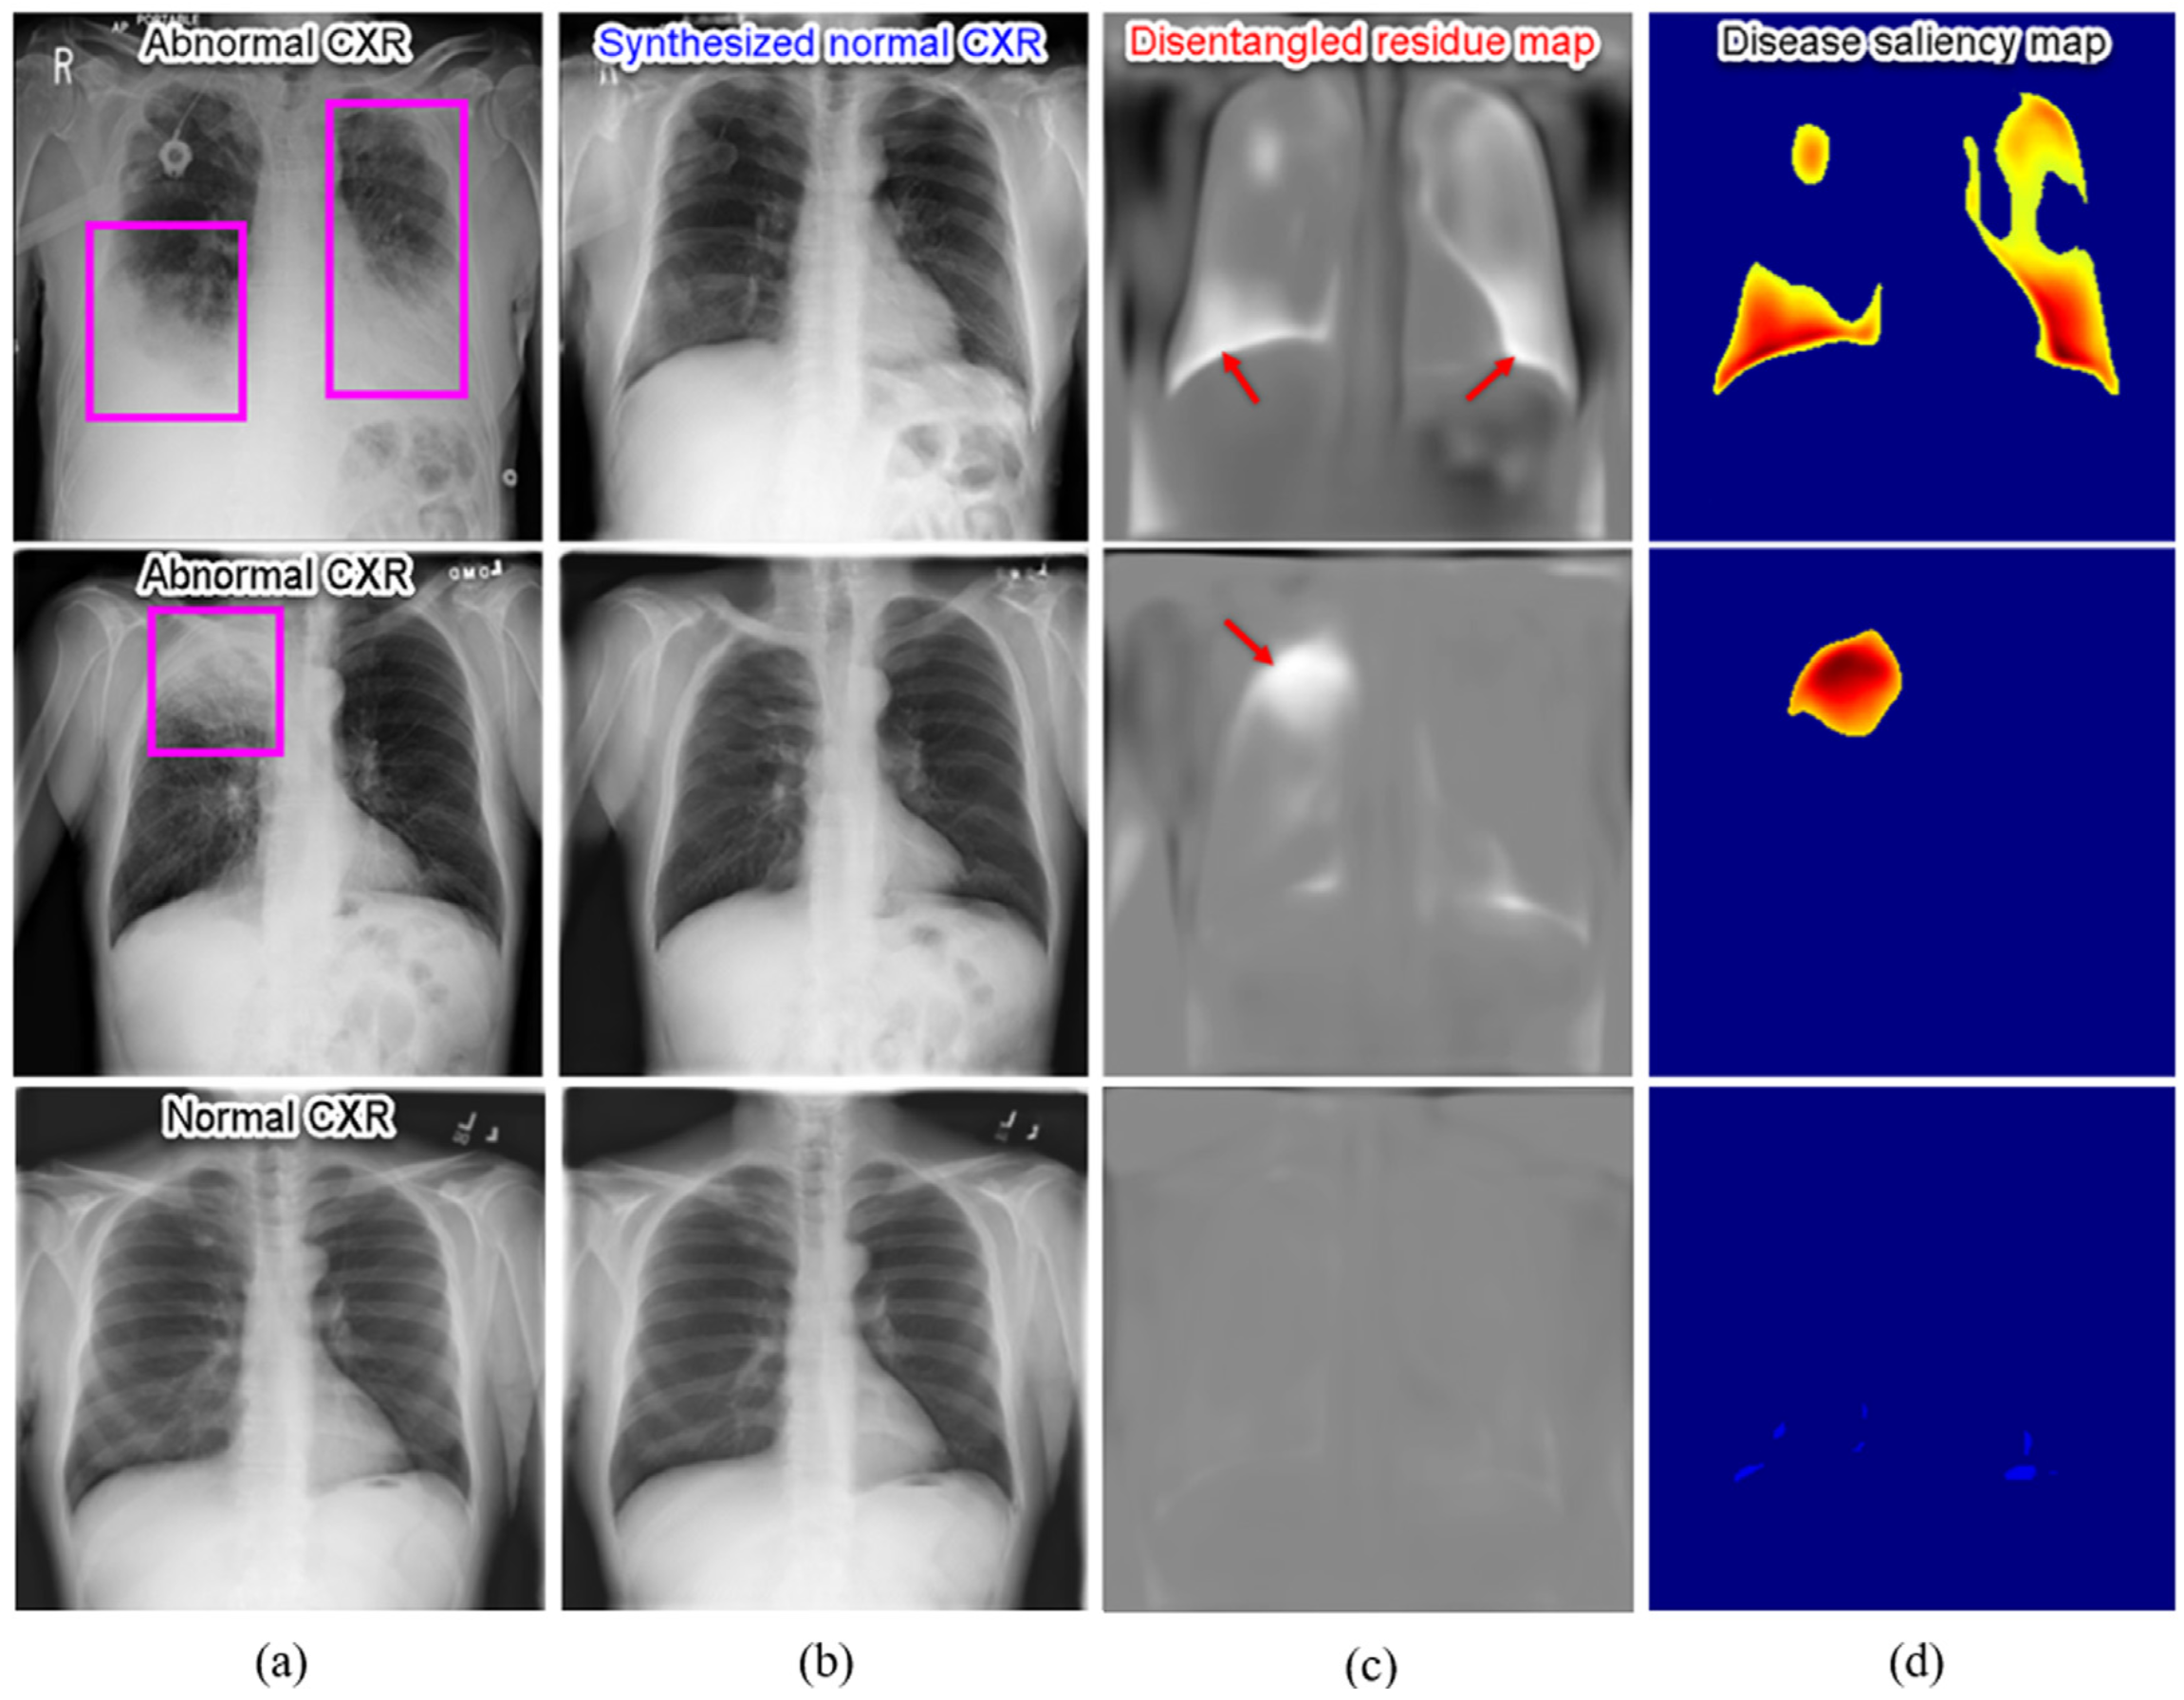 AP PORTABLE
Abnormal CXR
Synthesized normal CXR
Disentangled residue map
Disease saliency map
R
Abnormal CXR
Normal CXR
(a)
(b)
(c)
(d)